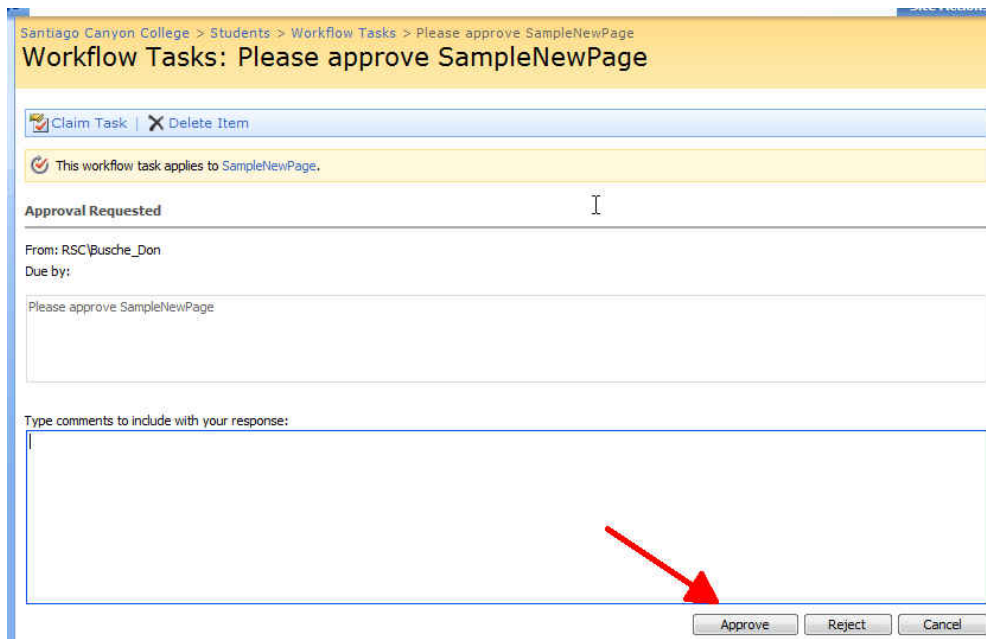 Site Actions
Santiago Canyon College > Students > Workflow Tasks > Please approve SampleNewPage
Workflow Tasks: Please approve SampleNewPage
Claim Task | Delete Item
This workflow task applies to SampleNewPage.
Approval Requested
From: RSC\Busche_Don
Due by:
Please approve SampleNewPage
Type comments to include with your response:
Approve Reject Cancel